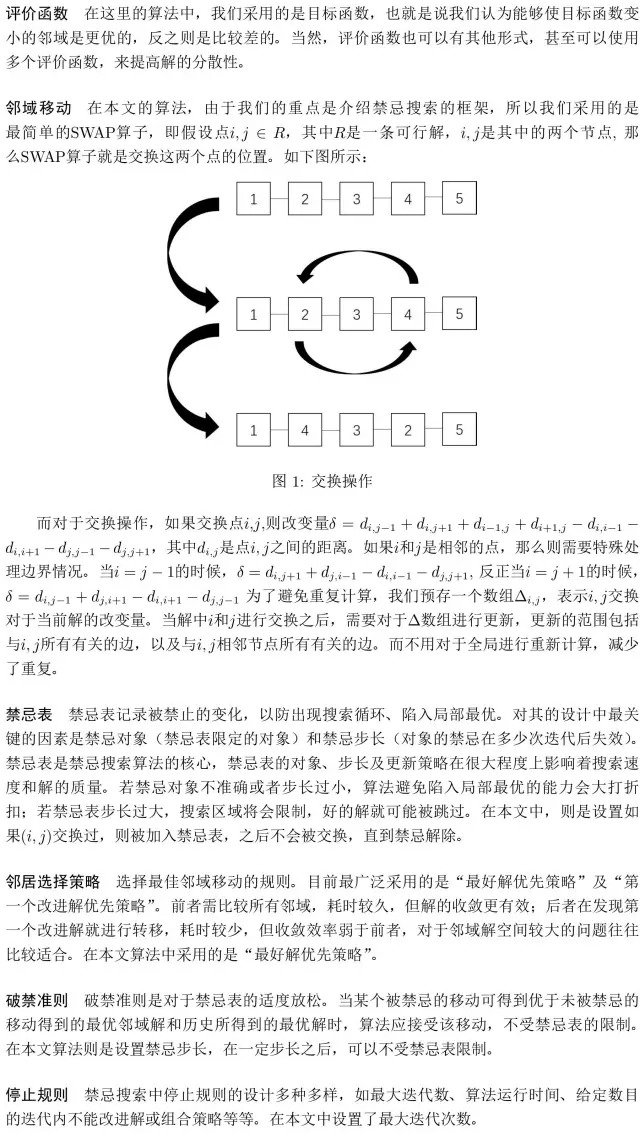 评价函数 在这里的算法中，我们采用的是目标函数，也就是说我们认为能够使目标函数变
小的邻域是更优的，反之则是比较差的。当然，评价函数也可以有其他形式，甚至可以使用
多个评价函数，来提高解的分散性。
邻域移动 在本文的算法，由于我们的重点是介绍禁忌搜索的框架，所以我们采用的是
最简单的SWAP算子，即假设点i, j ∈ R，其中R是一条可行解，i, j是其中的两个节点, 那
么SWAP算子就是交换这两个点的位置。如下图所示：
1 2 3 4 5
1 2 3 4 5
1 4 3 2 5
图 1: 交换操作
而对于交换操作，如果交换点i,j,则改变量δ = d_{i,j−1} + d_{i,j+1} + d_{i−1,j} + d_{i+1,j} − d_{i,i−1} −
d_{i,i+1} − d_{j,j−1} − d_{j,j+1}，其中d_{i,j}是点i, j之间的距离。如果i和j是相邻的点，那么则需要特殊处
理边界情况。当i = j − 1的时候，δ = d_{i,j+1} + d_{j,i−1} − d_{i,i−1} − d_{j,j+1}, 反正当i = j + 1的时候，
δ = d_{i,j−1} + d_{j,i+1} − d_{i,i+1} − d_{j,j−1} 为了避免重复计算，我们预存一个数组Δ_{i,j}，表示i, j交换
对于当前解的改变量。当解中i和j进行交换之后，需要对于Δ数组进行更新，更新的范围包括
与i, j所有有关的边，以及与i, j相邻节点所有有关的边。而不用对于全局进行重新计算，减少
了重复。
禁忌表 禁忌表记录被禁止的变化，以防出现搜索循环、陷入局部最优。对其的设计中最关
键的因素是禁忌对象（禁忌表限定的对象）和禁忌步长（对象的禁忌在多少次迭代后失效）。
禁忌表是禁忌搜索算法的核心，禁忌表的对象、步长及更新策略在很大程度上影响着搜索速
度和解的质量。若禁忌对象不准确或者步长过小，算法避免陷入局部最优的能力会大打折
扣；若禁忌表步长过大，搜索区域将会限制，好的解就可能被跳过。在本文中，则是设置如
果(i, j)交换过，则被加入禁忌表，之后不会被交换，直到禁忌解除。
邻居选择策略 选择最佳邻域移动的规则。目前最广泛采用的是“最好解优先策略”及“第
一个改进解优先策略”。前者需比较所有邻域，耗时较久，但解的收敛更有效；后者在发现第
一个改进解就进行转移，耗时较少，但收敛效率弱于前者，对于邻域解空间较大的问题往往
比较适合。在本文算法中采用的是“最好解优先策略”。
破禁准则 破禁准则是对于禁忌表的适度放松。当某个被禁忌的移动可得到优于未被禁忌的
移动得到的最优邻域解和历史所得到的最优解时，算法应接受该移动，不受禁忌表的限制。
在本文算法则是设置禁忌步长，在一定步长之后，可以不受禁忌表限制。
停止规则 禁忌搜索中停止规则的设计多种多样，如最大迭代数、算法运行时间、给定数目
的迭代内不能改进解或组合策略等等。在本文中设置了最大迭代次数。